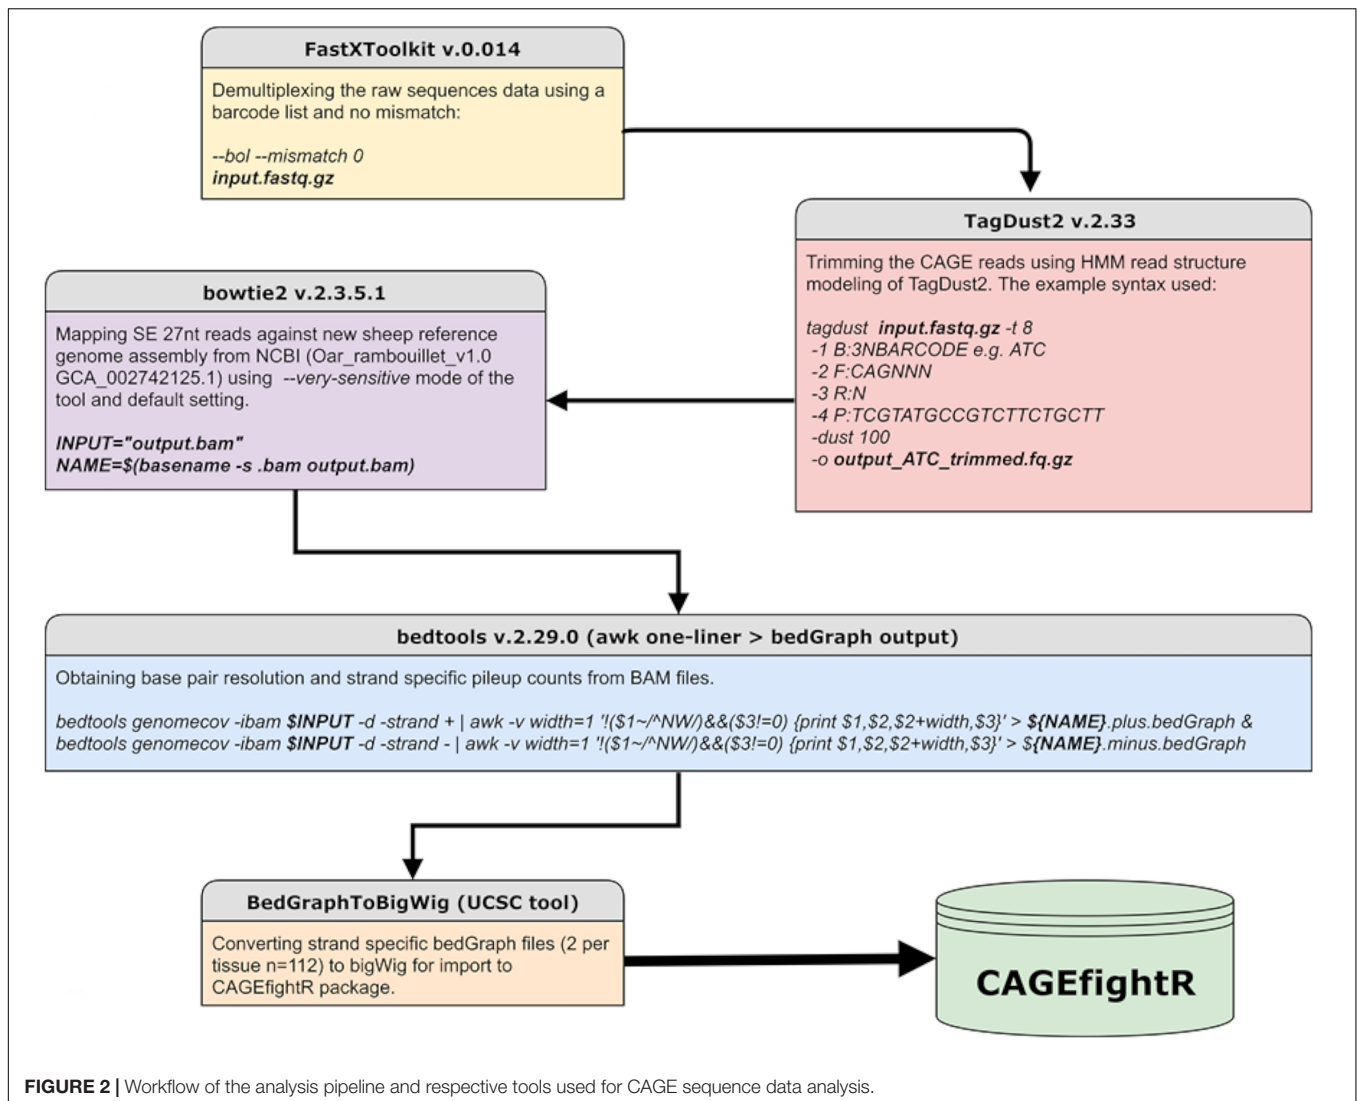 FastXToolkit v.0.014
Demultiplexing the raw sequences data using a
barcode list and no mismatch:
--bol --mismatch 0
input.fastq.gz
TagDust2 v.2.33
Trimming the CAGE reads using HMM read structure
modeling of TagDust2. The example syntax used:
tagdust input.fastq.gz -t 8
-1 B:3NBARCODE e.g. ATC
-2 F:CAGNNN
-3 R:N
-4 P:TCGTATGCCGTCTTCTGCTT
-dust 100
-o output_ATC_trimmed.fq.gz
bowtie2 v.2.3.5.1
Mapping SE 27nt reads against new sheep reference
genome assembly from NCBI (Oar_rambouillet_v1.0
GCA_002742125.1) using --very-sensitive mode of the
tool and default setting.
INPUT="output.bam"
NAME=$(basename -s .bam output.bam)
bedtools v.2.29.0 (awk one-liner > bedGraph output)
Obtaining base pair resolution and strand specific pileup counts from BAM files.
bedtools genomecov -ibam $INPUT -d -strand + | awk -v width=1 '!($1~/^NW/)&&($3!=0) {print $1,$2,$2+width,$3}' > ${NAME}.plus.bedGraph &
bedtools genomecov -ibam $INPUT -d -strand - | awk -v width=1 '!($1~/^NW/)&&($3!=0) {print $1,$2,$2+width,$3}' > ${NAME}.minus.bedGraph
BedGraphToBigWig (UCSC tool)
Converting strand specific bedGraph files (2 per
tissue n=112) to bigWig for import to
CAGEfightR package.
CAGEfightR
FIGURE 2 | Workflow of the analysis pipeline and respective tools used for CAGE sequence data analysis.